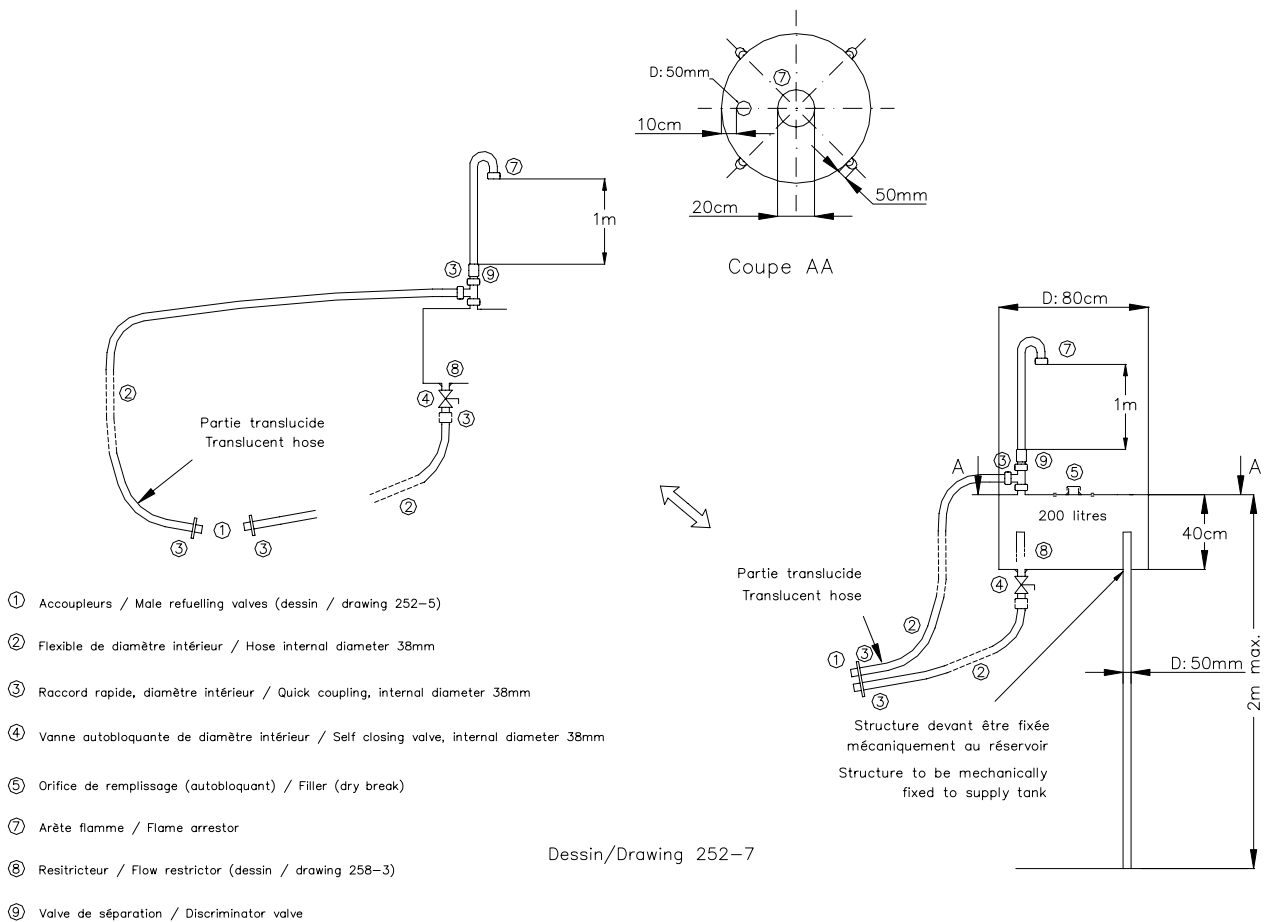 D:50mm
⑦
10cm
20cm
50mm
Coupe AA
⑦
1m
③ ⑨
②
⑧
④
③
Partie translucide
Translucent hose
②
① 
③ ③
D:80cm
⑦
1m
③ ⑨
⑤
A A
200 litres
40cm
⑧
④
Partie translucide
Translucent hose
②
① ③
②
③
D:50mm
2m max.
Structure devant être fixée
mécaniquement au réservoir
Structure to be mechanically
fixed to supply tank
① Accoupleurs / Male refuelling valves (dessin / drawing 252-5)
② Flexible de diamètre intérieur / Hose internal diameter 38mm
③ Raccord rapide, diamètre intérieur / Quick coupling, internal diameter 38mm
④ Vanne autobloquante de diamètre intérieur / Self closing valve, internal diameter 38mm
⑤ Orifice de remplissage (autobloquant) / Filler (dry break)
⑦ Arète flamme / Flame arrestor
⑧ Resitricteur / Flow restrictor (dessin / drawing 258-3)
⑨ Valve de séparation / Discriminator valve
Dessin/Drawing 252-7